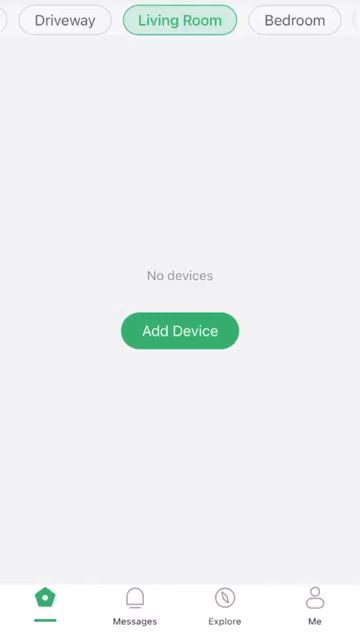 Driveway
Living Room
Bedroom
No devices
Add Device
Messages
Explore
Me